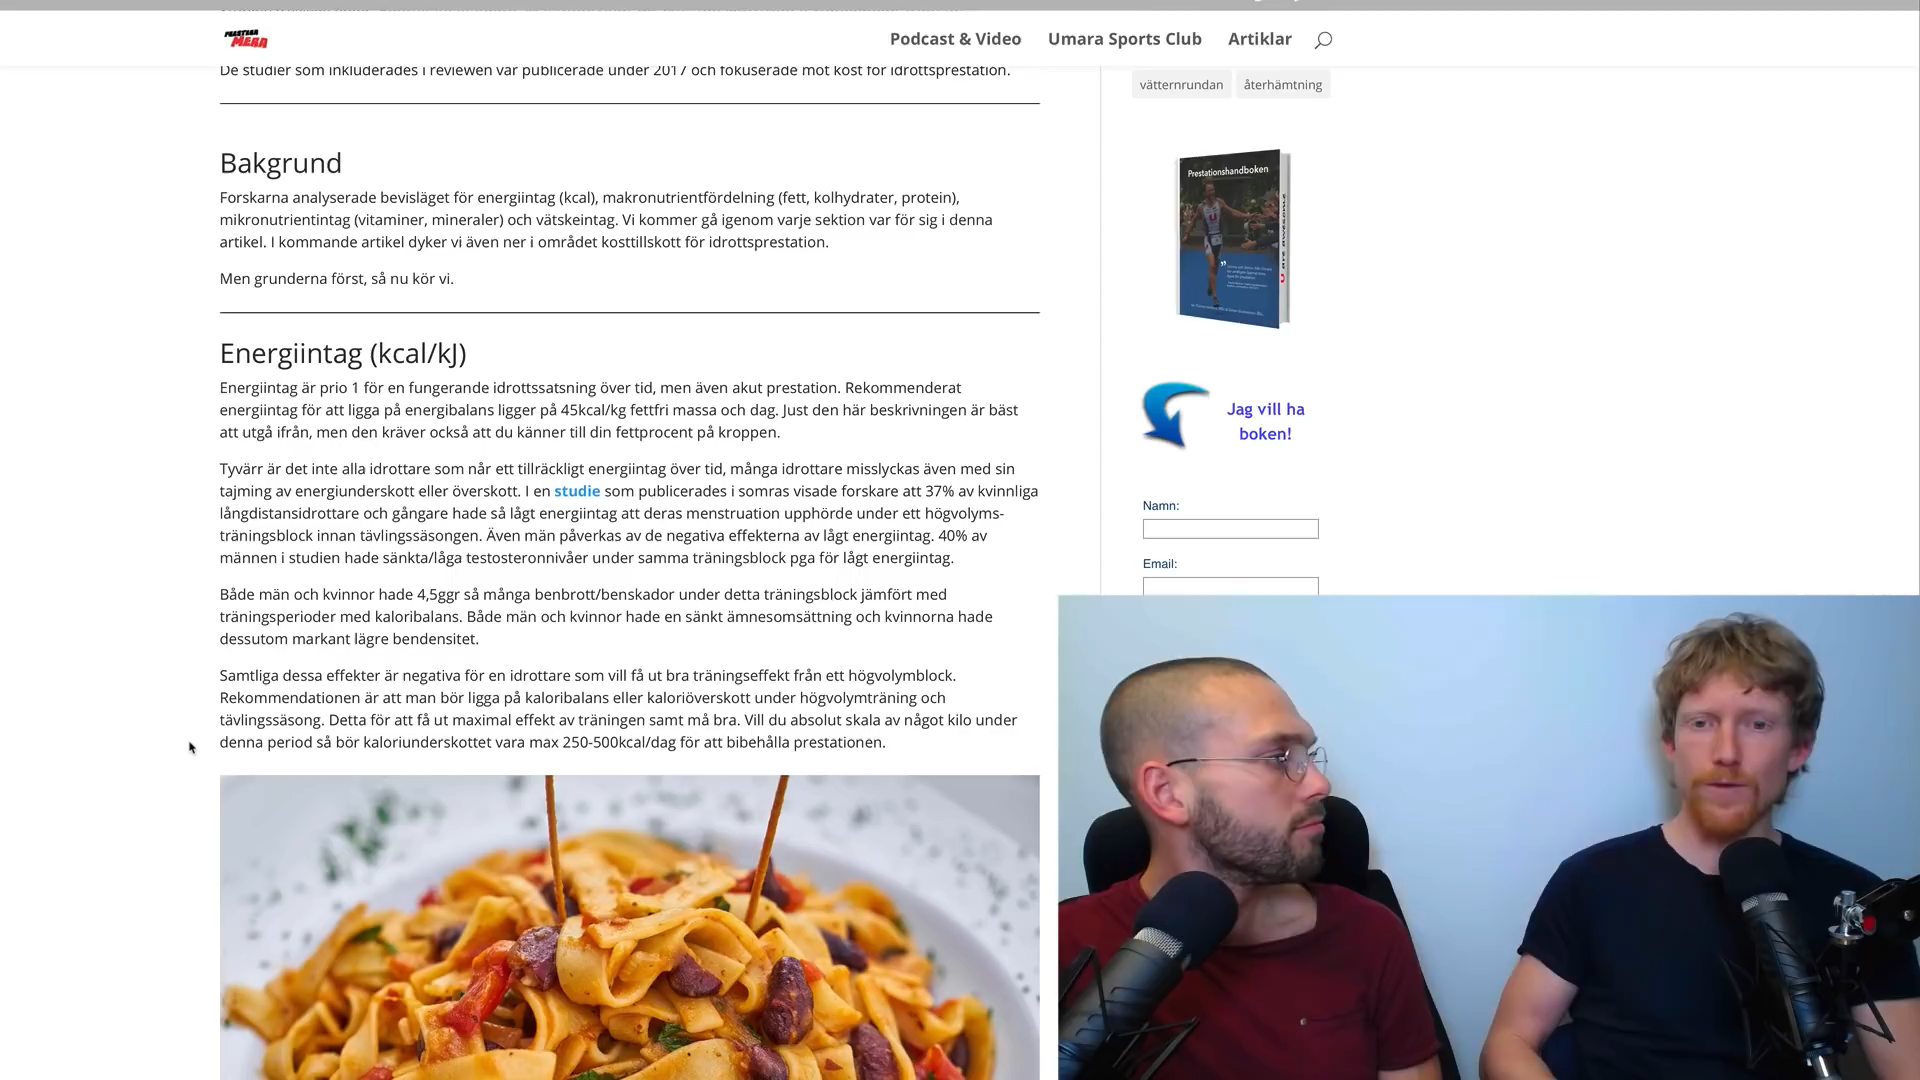 PRESTERA MERA
Podcast & Video
Umara Sports Club
Artiklar
De studier som inkluderades i reviewen var publicerade under 2017 och fokuserade mot kost för idrottsprestation.
Bakgrund
Forskarna analyserade bevisläget för energiintag (kcal), makronutrientfördelning (fett, kolhydrater, protein),
mikronutrientintag (vitaminer, mineraler) och vätskeintag. Vi kommer gå igenom varje sektion var för sig i denna
artikel. I kommande artikel dyker vi även ner i området kosttillskott för idrottsprestation.
Men grunderna först, så nu kör vi.
Energiintag (kcal/kJ)
Energiintag är prio 1 för en fungerande idrottssatsning över tid, men även akut prestation. Rekommenderat
energiintag för att ligga på energibalans ligger på 45kcal/kg fettfri massa och dag. Just den här beskrivningen är bäst
att utgå ifrån, men den kräver också att du känner till din fettprocent på kroppen.
Tyvärr är det inte alla idrottare som når ett tillräckligt energiintag över tid, många idrottare misslyckas även med sin
tajming av energiunderskott eller överskott. I en studie som publicerades i somras visade forskare att 37% av kvinnliga
långdistansidrottare och gångare hade så lågt energiintag att deras menstruation upphörde under ett högvolyms-
träningsblock innan tävlingssäsongen. Även män påverkas av de negativa effekterna av lågt energiintag. 40% av
männen i studien hade sänkta/låga testosteronnivåer under samma träningsblock pga för lågt energiintag.
Både män och kvinnor hade 4,5ggr så många benbrott/benskador under detta träningsblock jämfört med
träningsperioder med kaloribalans. Både män och kvinnor hade en sänkt ämnesomsättning och kvinnorna hade
dessutom markant lägre bendensitet.
Samtliga dessa effekter är negativa för en idrottare som vill få ut bra träningseffekt från ett högvolymblock.
Rekommendationen är att man bör ligga på kaloribalans eller kaloriöverskott under högvolymträning och
tävlingssäsong. Detta för att få ut maximal effekt av träningen samt må bra. Vill du absolut skala av något kilo under
denna period så bör kaloriunderskottet vara max 250-500kcal/dag för att bibehålla prestationen.
vätternrundan
återhämtning
Prestationshandboken
Jag vill ha
boken!
Namn:
Email: